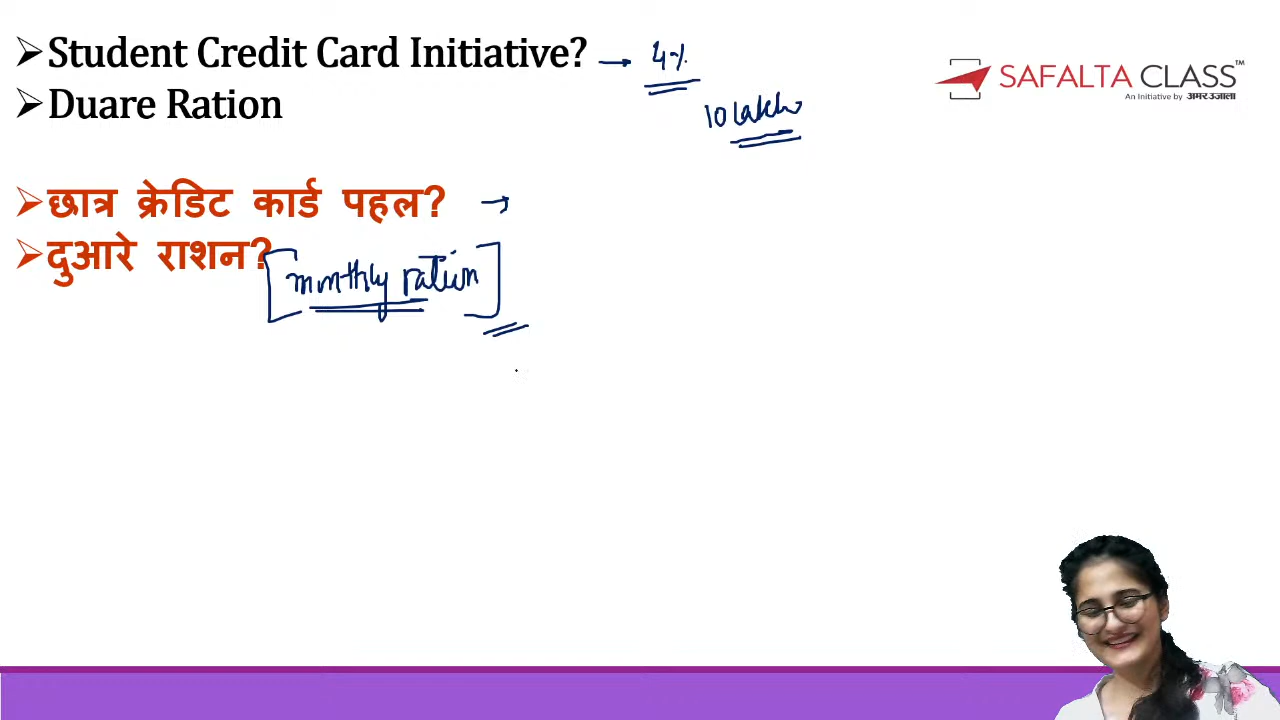 ➢Student Credit Card Initiative? → 4%
➢Duare Ration
10 lakh
➢छात्र क्रेडिट कार्ड पहल? →
➢दुआरे राशन?
[monthly ration]
SAFALTA CLASS™
An Initiative by अमर उजाला